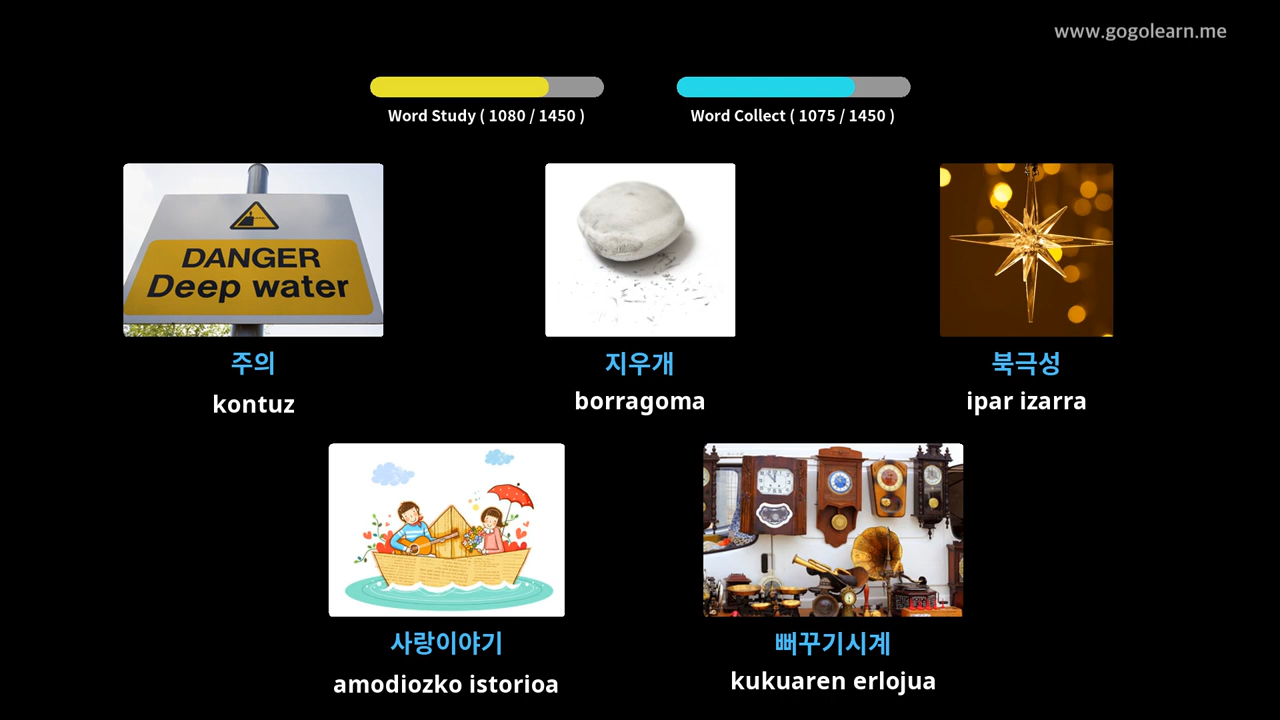 www.gogolearn.me
Word Study ( 1080 / 1450 )
Word Collect ( 1075 / 1450 )
DANGER
Deep water
주의
kontuz
지우개
borragoma
북극성
ipar izarra
사랑이야기
amodiozko istorioa
뻐꾸기시계
kukuaren erlojua